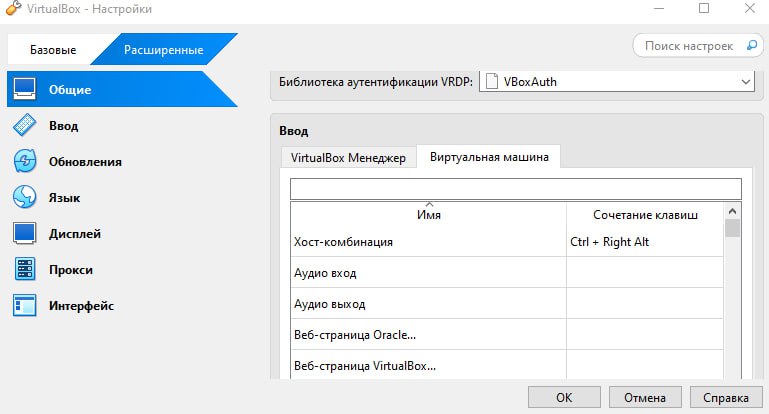 VirtualBox - Настройки
Базовые
Расширенные
Поиск настроек
Общие
Ввод
Обновления
Язык
Дисплей
Прокси
Интерфейс
Библиотека аутентификации VRDP:
VBoxAuth
Ввод
VirtualBox Менеджер
Виртуальная машина
Имя
Сочетание клавиш
Хост-комбинация
Ctrl + Right Alt
Аудио вход
Аудио выход
Веб-страница Oracle...
Веб-страница VirtualBox...
OK
Отмена
Справка